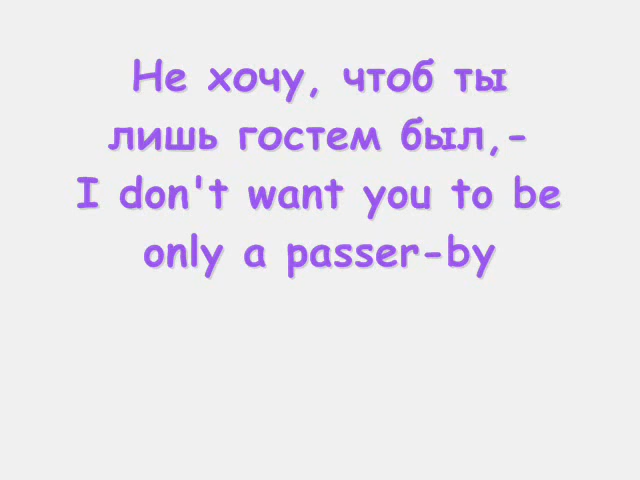 Не хочу, чтоб ты
лишь гостем был,-
I don't want you to be
only a passer-by